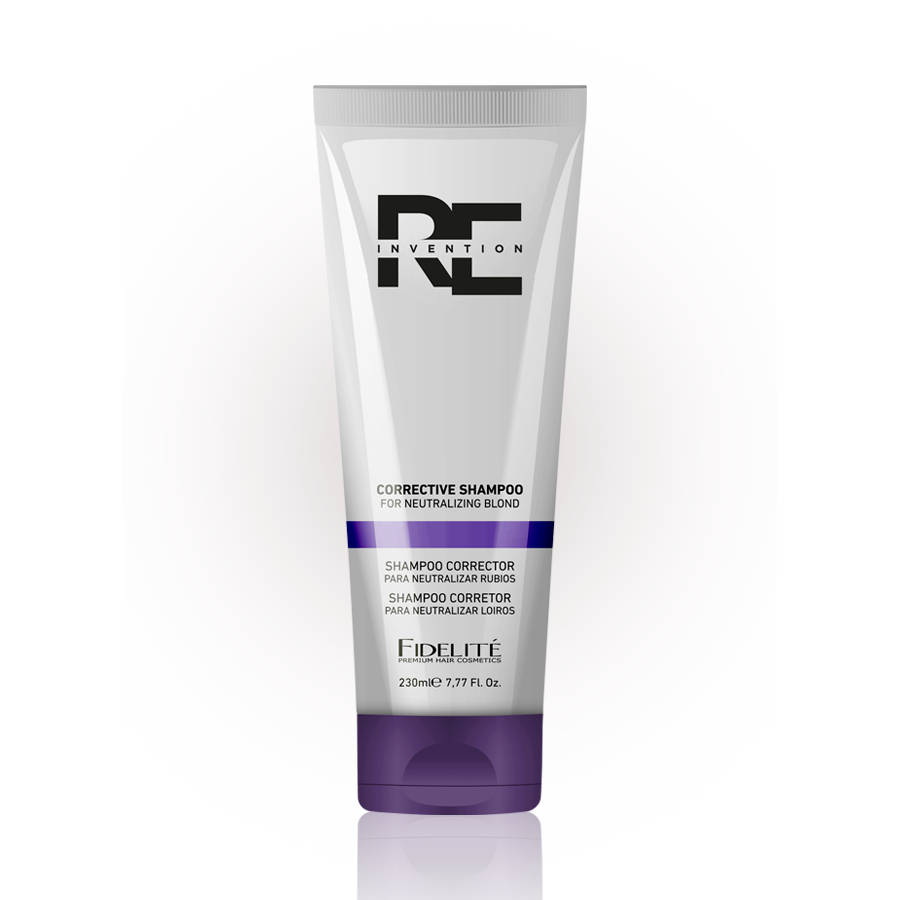 RE
INVENTION
CORRECTIVE SHAMPOO
FOR NEUTRALIZING BLOND
SHAMPOO CORRECTOR
PARA NEUTRALIZAR RUBIOS
SHAMPOO CORRETOR
PARA NEUTRALIZAR LOIROS
FIDELITÉ
PREMIUM HAIR COSMETICS
230ml℮ 7,77 Fl. Oz.